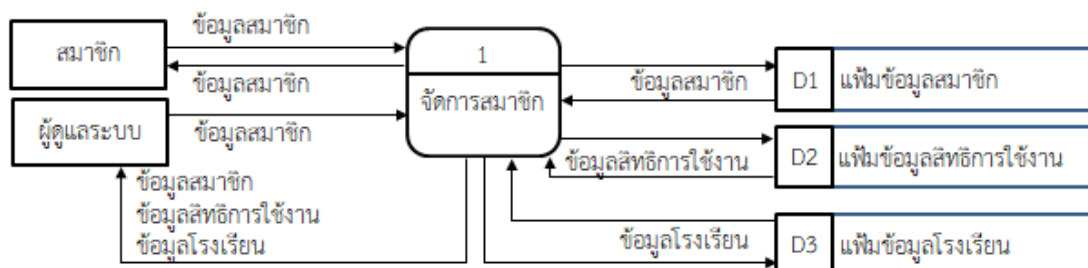 ข้อมูลสมาชิก
สมาชิก
ข้อมูลสมาชิก
ผู้ดูแลระบบ
ข้อมูลสมาชิก
1
จัดการสมาชิก
ข้อมูลสมาชิก
D1 แฟ้มข้อมูลสมาชิก
ข้อมูลสิทธิการใช้งาน
D2 แฟ้มข้อมูลสิทธิการใช้งาน
ข้อมูลสมาชิก
ข้อมูลสิทธิการใช้งาน
ข้อมูลโรงเรียน
ข้อมูลโรงเรียน
D3 แฟ้มข้อมูลโรงเรียน